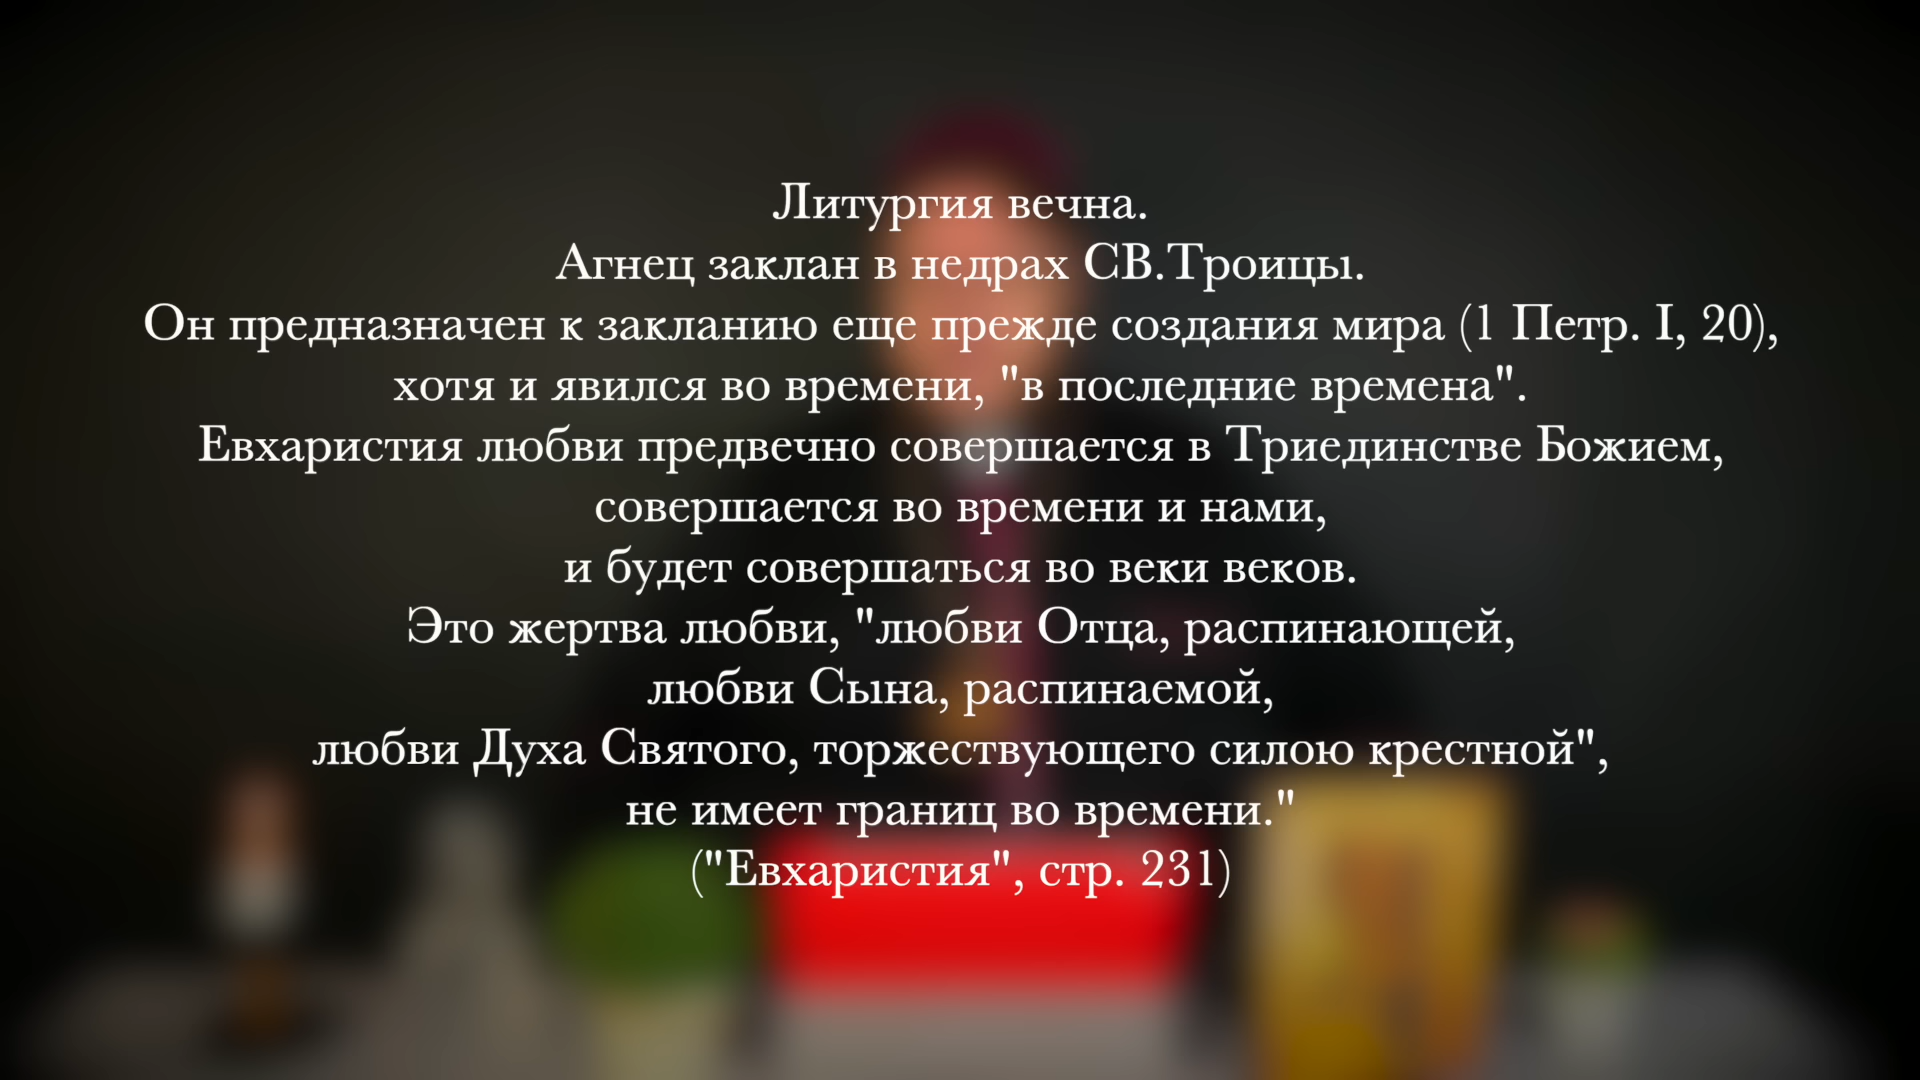 Литургия вечна.
Агнец заклан в недрах СВ.Троицы.
Он предназначен к закланию еще прежде создания мира (1 Петр. I, 20),
хотя и явился во времени, "в последние времена".
Евхаристия любви предвечно совершается в Триединстве Божием,
совершается во времени и нами,
и будет совершаться во веки веков.
Это жертва любви, "любви Отца, распинающей,
любви Сына, распинаемой,
любви Духа Святого, торжествующего силою крестной",
не имеет границ во времени."
("Евхаристия", стр. 231)